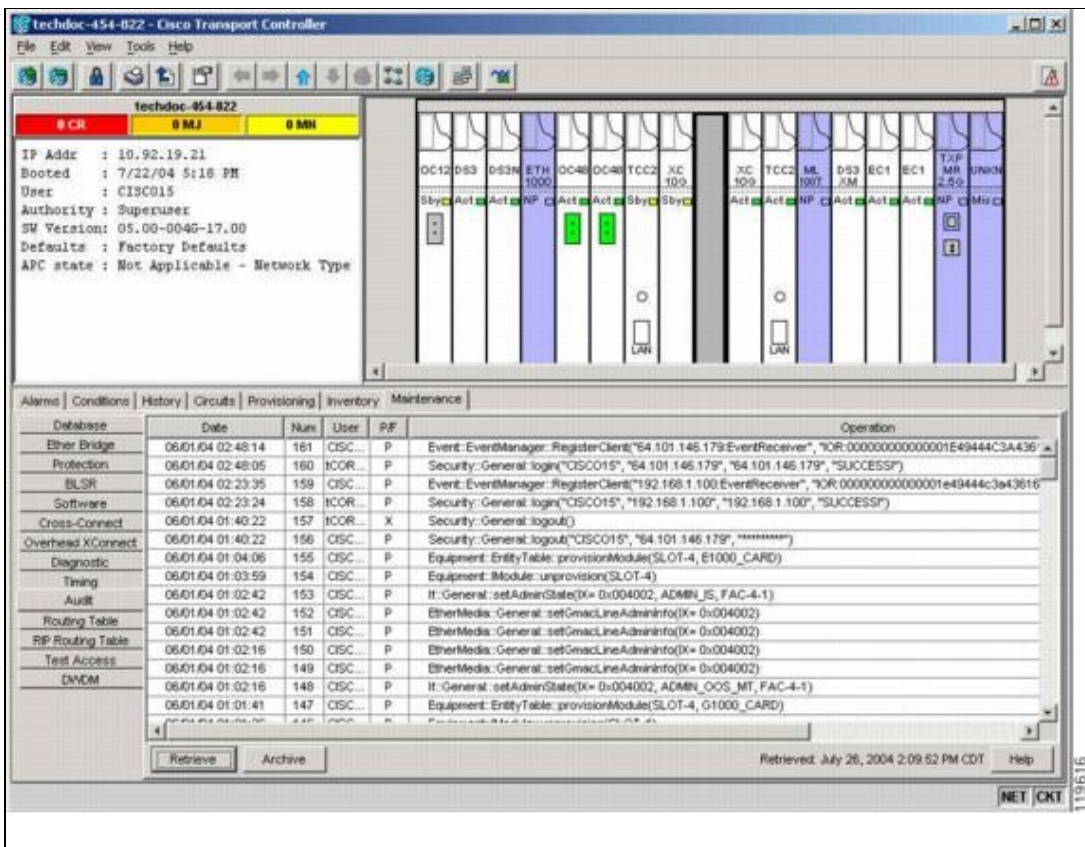 techdoc-454-822 - Cisco Transport Controller
File Edit View Tools Help
techdoc-454-822
0 CR 0 MJ 0 MN
IP Addr : 10.92.19.21
Booted : 7/22/04 5:18 PM
User : CISCO15
Authority : Superuser
SW Version: 05.00-004G-17.00
Defaults : Factory Defaults
APC state : Not Applicable - Network Type
OC12 DS3 DS3N ETH 1000 OC48 OC48 TCC2 XC 10G XC 10G TCC2 ML 100T DS3 XM EC1 EC1 TXP MR 2.5G UNKN
Sby Act Act NP Act Act Sby Sby Act Act NP Act Act Act NP Mis
LAN LAN
Alarms Conditions History Circuits Provisioning Inventory Maintenance
Database
Ether Bridge
Protection
BLSR
Software
Cross-Connect
Overhead XConnect
Diagnostic
Timing
Audit
Routing Table
RIP Routing Table
Test Access
DWDM
Date Num User P/F Operation
06/01/04 02:48:14 161 CISC... P Event::EventManager::RegisterClient("64.101.146.179:EventReceiver", "IOR:000000000000001E49444C3A436
06/01/04 02:48:05 160 tCOR... P Security::General::login("CISCO15", "64.101.146.179", "64.101.146.179", "SUCCESS!")
06/01/04 02:23:35 159 CISC... P Event::EventManager::RegisterClient("192.168.1.100:EventReceiver", "IOR:000000000000001e49444c3a43616
06/01/04 02:23:24 158 tCOR... P Security::General::login("CISCO15", "192.168.1.100", "192.168.1.100", "SUCCESS!")
06/01/04 01:40:22 157 tCOR... X Security::General::logout()
06/01/04 01:40:22 156 CISC... P Security::General::logout("CISCO15", "64.101.146.179", "**********")
06/01/04 01:04:06 155 CISC... P Equipment::EntityTable::provisionModule(SLOT-4, E1000_CARD)
06/01/04 01:03:59 154 CISC... P Equipment::IModule::unprovision(SLOT-4)
06/01/04 01:02:42 153 CISC... P If::General::setAdminState(IX= 0x004002, ADMIN_IS, FAC-4-1)
06/01/04 01:02:42 152 CISC... P EtherMedia::General::setGmacLineAdminInfo(IX= 0x004002)
06/01/04 01:02:42 151 CISC... P EtherMedia::General::setGmacLineAdminInfo(IX= 0x004002)
06/01/04 01:02:16 150 CISC... P EtherMedia::General::setGmacLineAdminInfo(IX= 0x004002)
06/01/04 01:02:16 149 CISC... P EtherMedia::General::setGmacLineAdminInfo(IX= 0x004002)
06/01/04 01:02:16 148 CISC... P If::General::setAdminState(IX= 0x004002, ADMIN_OOS_MT, FAC-4-1)
06/01/04 01:01:41 147 CISC... P Equipment::EntityTable::provisionModule(SLOT-4, G1000_CARD)
Retrieve Archive Retrieved: July 26, 2004 2:09:52 PM CDT Help
NET CKT
119616